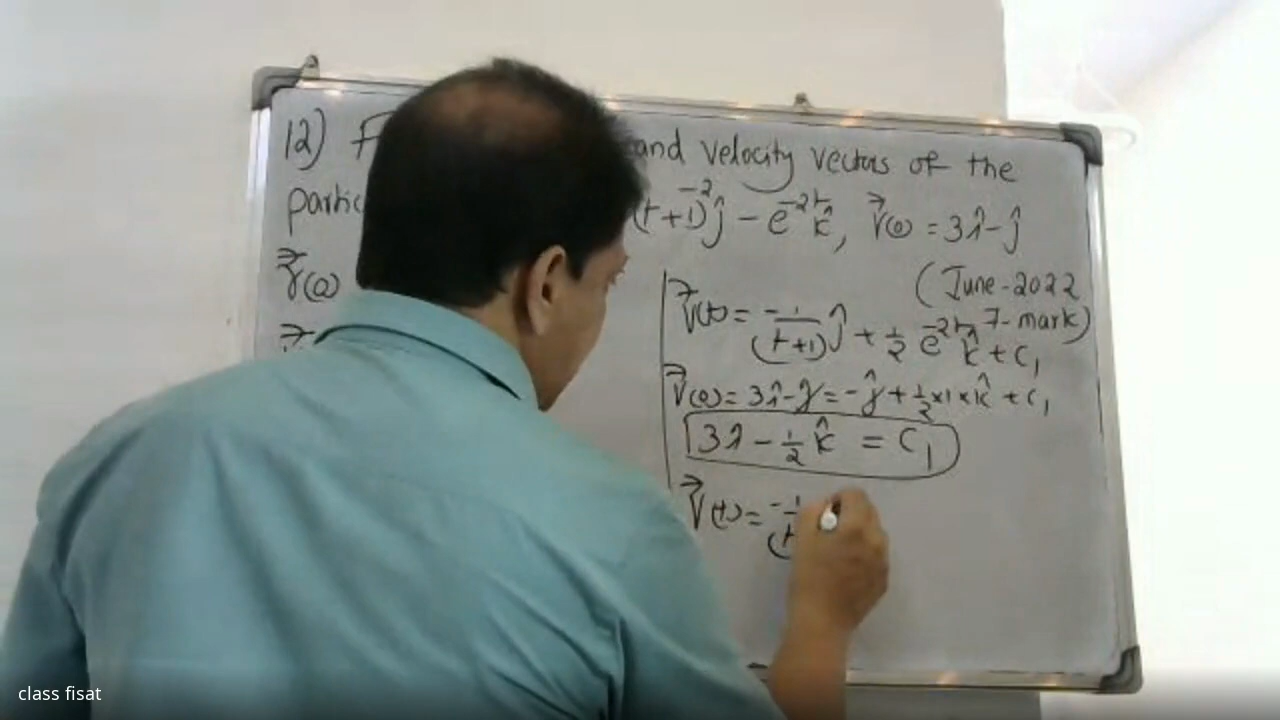 12) F and velocity vectors of the
partic (t+1)⁻² ĵ - e⁻²ᵗ k̂, v⃗(0) = 3î - ĵ
r⃗(0) (June-2022
7-mark)
v⃗(t) = -1/(t+1) ĵ + 1/2 e⁻²ᵗ k̂ + C₁
v⃗(0) = 3î - ĵ = -ĵ + 1/2 × 1 × k̂ + C₁
3î - 1/2 k̂ = C₁
v⃗(t) = -1/(t
class fisat